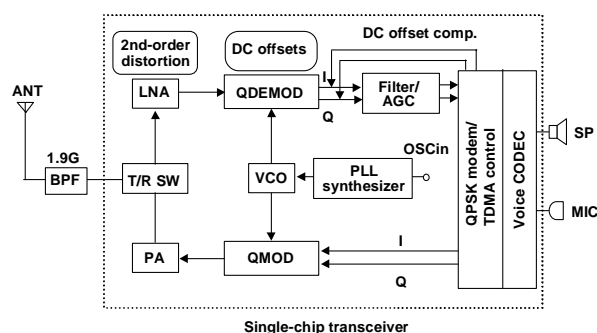 2nd-order
distortion
DC offsets
DC offset comp.
ANT
LNA
QDEMOD
I
Q
Filter/
AGC
1.9G
BPF
T/R SW
VCO
PLL
synthesizer
OSCin
QPSK modem/
TDMA control
Voice CODEC
SP
MIC
PA
QMOD
I
Q
Single-chip transceiver